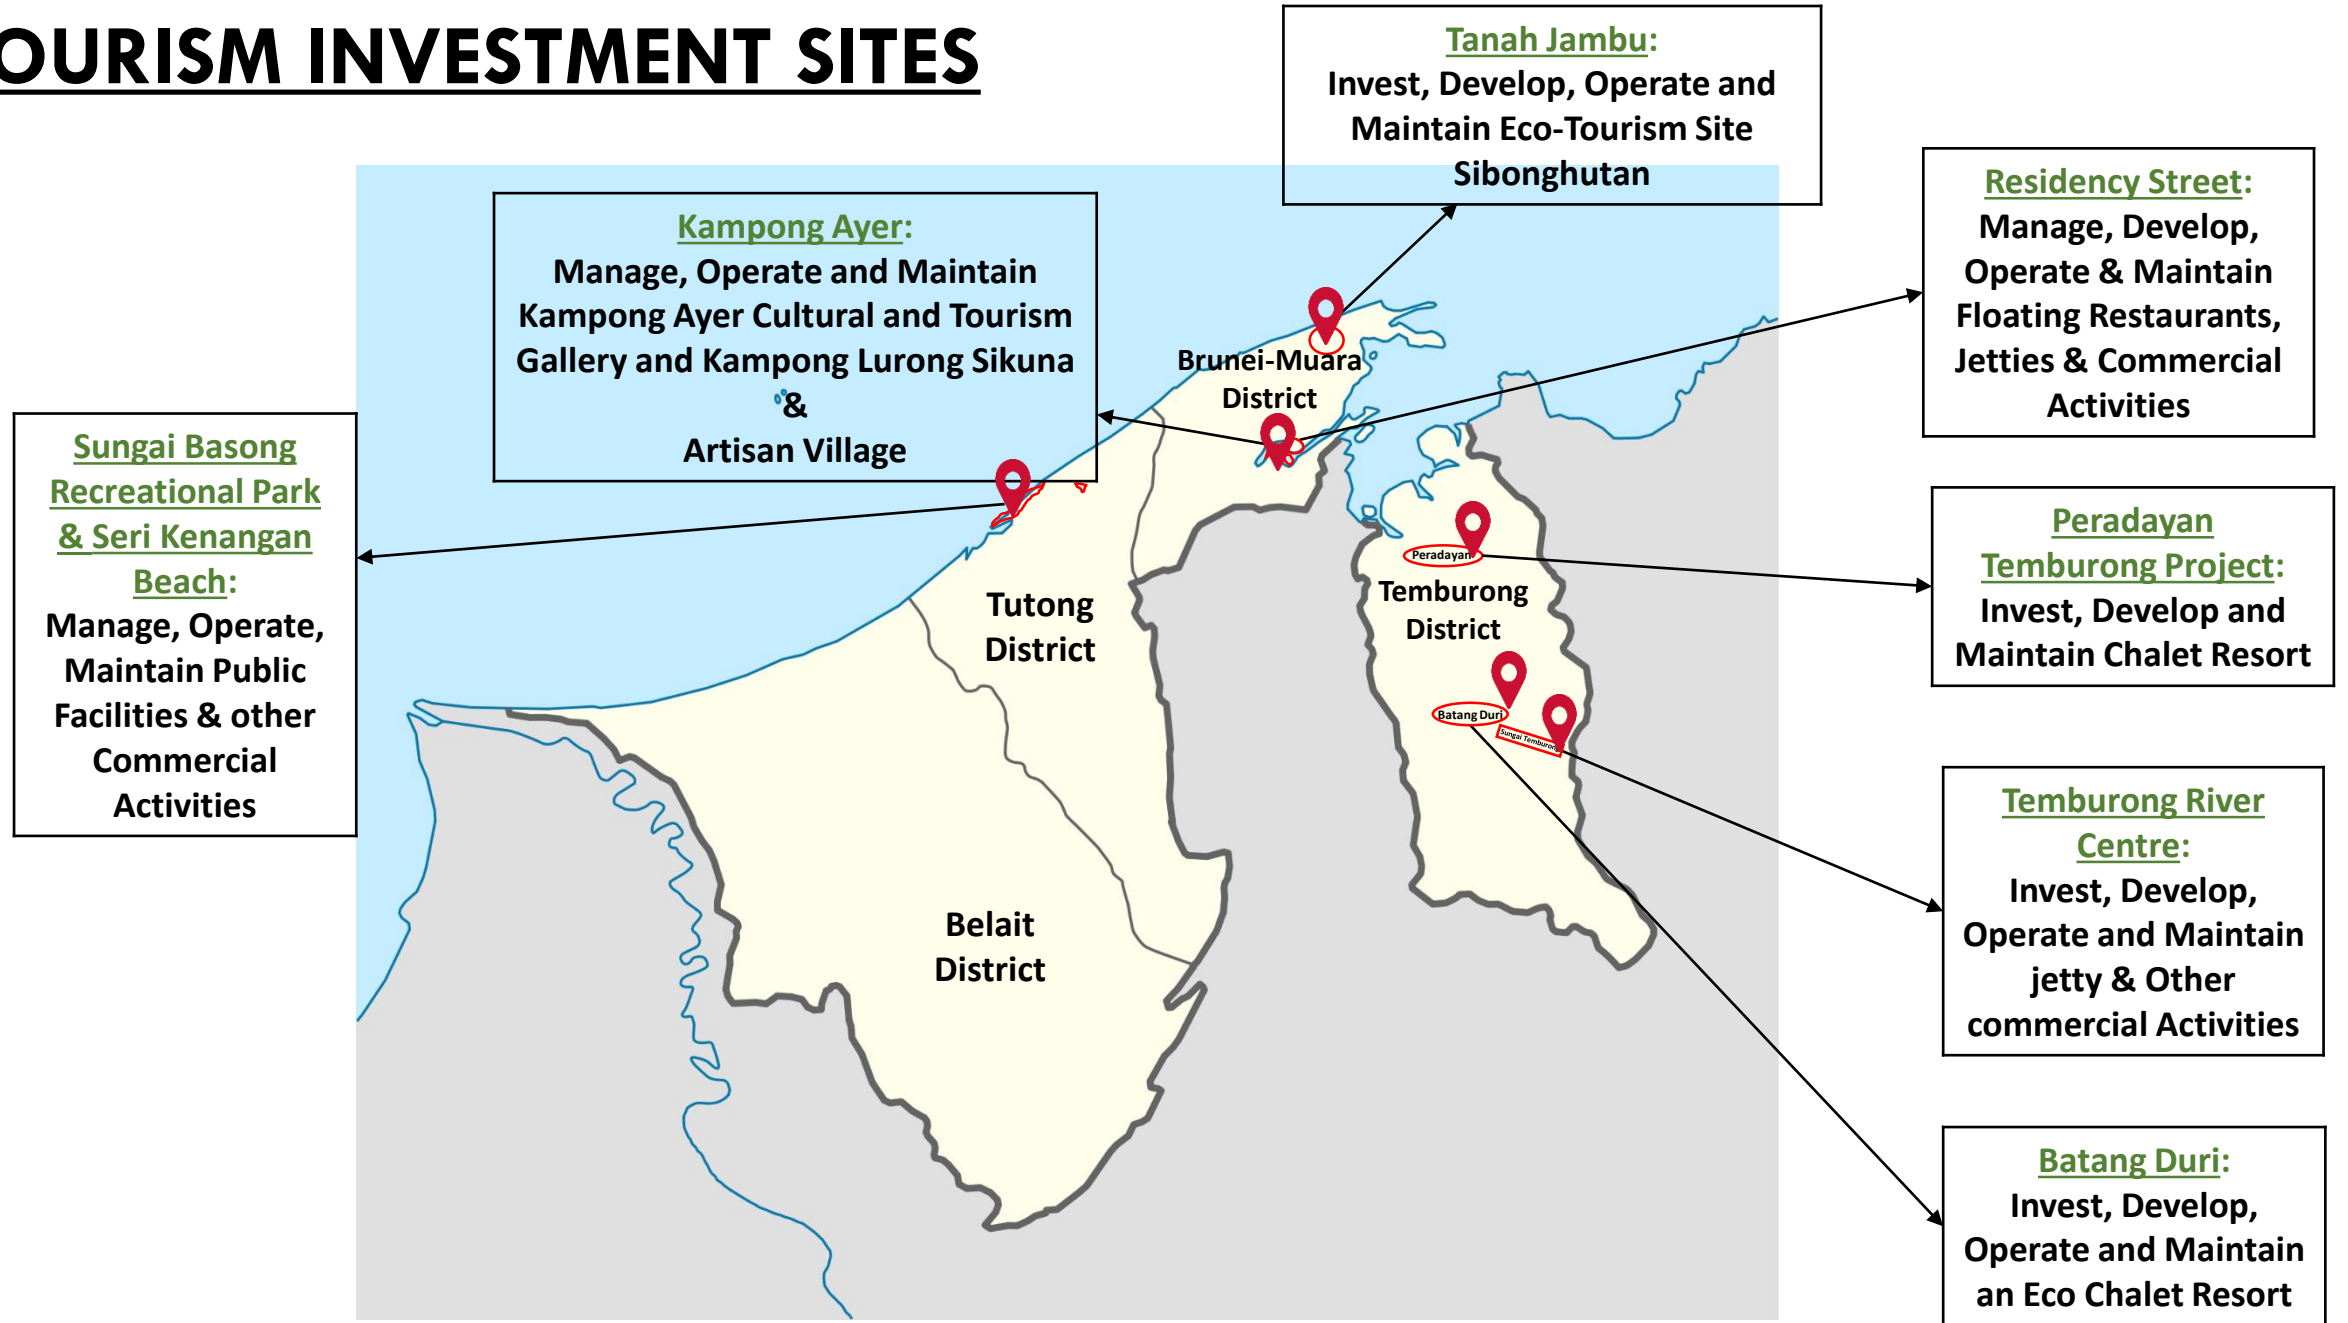 OURISM INVESTMENT SITES
Tanah Jambu:
Invest, Develop, Operate and
Maintain Eco-Tourism Site
Sibonghutan
Kampong Ayer:
Manage, Operate and Maintain
Kampong Ayer Cultural and Tourism
Gallery and Kampong Lurong Sikuna
&
Artisan Village
Residency Street:
Manage, Develop,
Operate & Maintain
Floating Restaurants,
Jetties & Commercial
Activities
Sungai Basong
Recreational Park
& Seri Kenangan
Beach:
Manage, Operate,
Maintain Public
Facilities & other
Commercial
Activities
Brunei-Muara
District
Peradayan
Temburong
District
Tutong
District
Batang Duri
Sungai Temburong
Belait
District
Peradayan
Temburong Project:
Invest, Develop and
Maintain Chalet Resort
Temburong River
Centre:
Invest, Develop,
Operate and Maintain
jetty & Other
commercial Activities
Batang Duri:
Invest, Develop,
Operate and Maintain
an Eco Chalet Resort